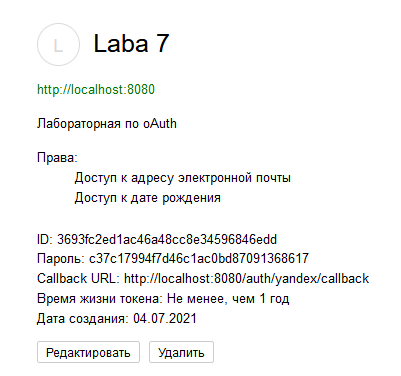 L
Laba 7
http://localhost:8080
Лабораторная по oAuth
Права:
Доступ к адресу электронной почты
Доступ к дате рождения
ID: 3693fc2ed1ac46a48cc8e34596846edd
Пароль: c37c17994f7d46c1ac0bd87091368617
Callback URL: http://localhost:8080/auth/yandex/callback
Время жизни токена: Не менее, чем 1 год
Дата создания: 04.07.2021
Редактировать Удалить